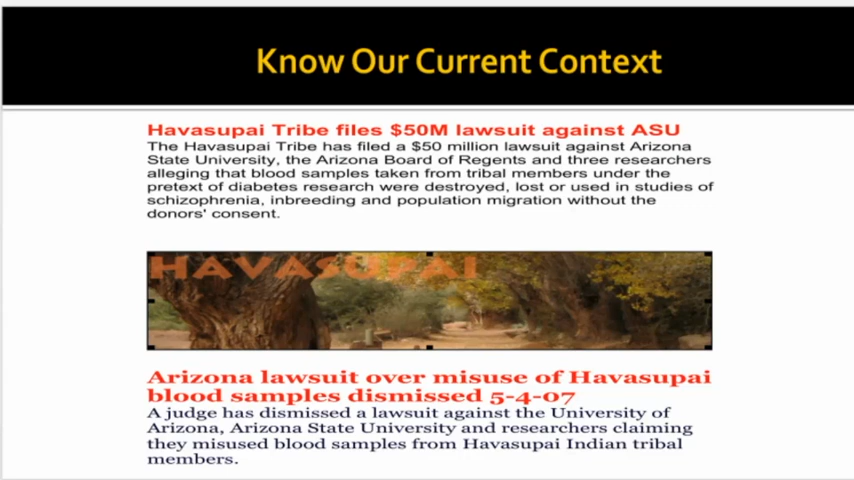 Know Our Current Context
Havasupai Tribe files $50M lawsuit against ASU
The Havasupai Tribe has filed a $50 million lawsuit against Arizona
State University, the Arizona Board of Regents and three researchers
alleging that blood samples taken from tribal members under the
pretext of diabetes research were destroyed, lost or used in studies of
schizophrenia, inbreeding and population migration without the
donors' consent.
HAVASUPAI
Arizona lawsuit over misuse of Havasupai
blood samples dismissed 5-4-07
A judge has dismissed a lawsuit against the University of
Arizona, Arizona State University and researchers claiming
they misused blood samples from Havasupai Indian tribal
members.